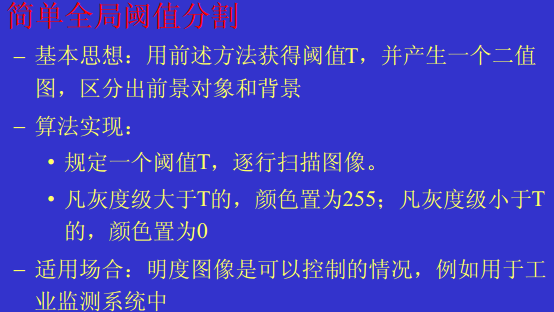 简单全局阈值分割
– 基本思想：用前述方法获得阈值T，并产生一个二值
图，区分出前景对象和背景
– 算法实现：
• 规定一个阈值T，逐行扫描图像。
• 凡灰度级大于T的，颜色置为255；凡灰度级小于T
的，颜色置为0
– 适用场合：明度图像是可以控制的情况，例如用于工
业监测系统中